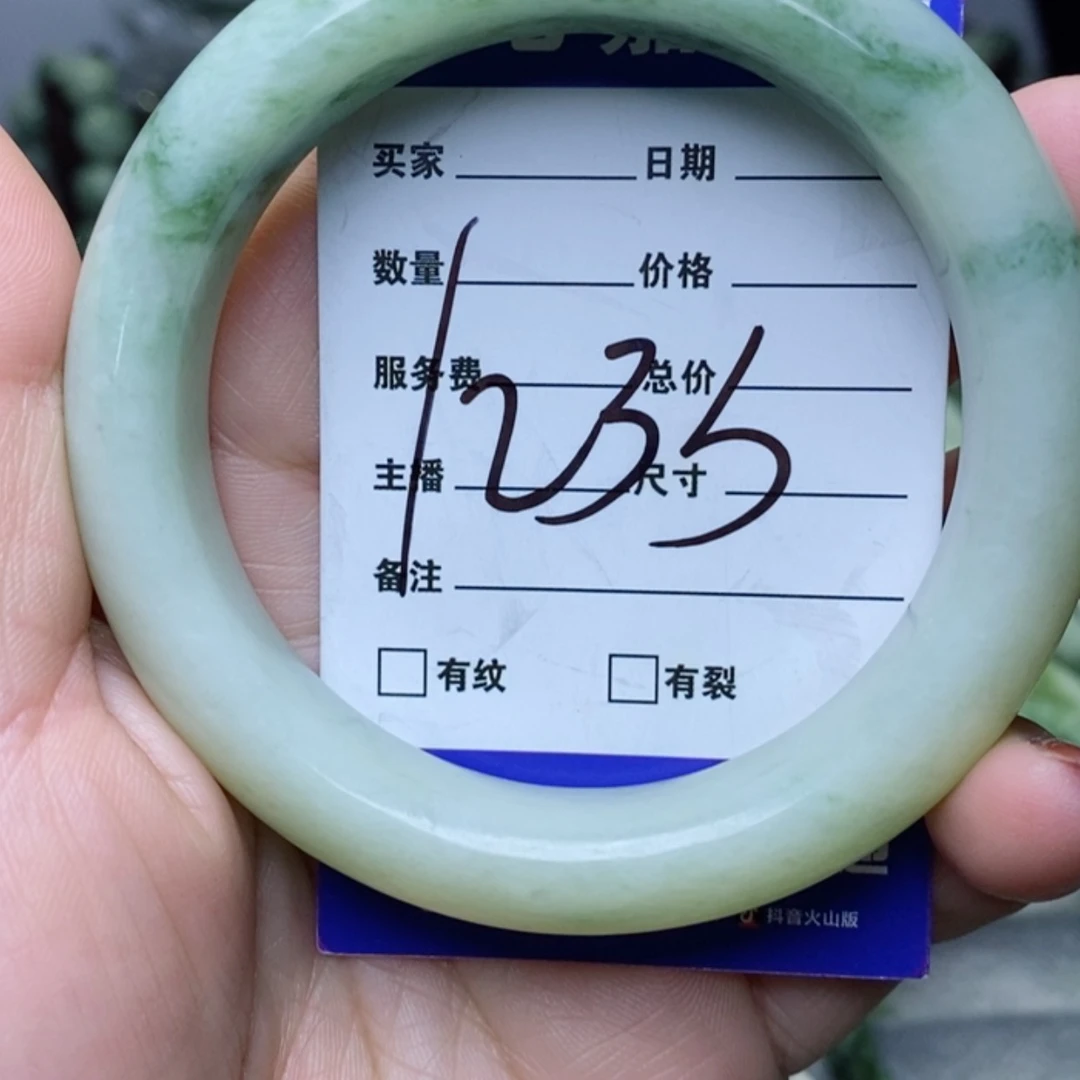 买家 日期
数量 价格
服务费 总价
1235
主播 尺寸
备注
有纹 有裂
抖音火山版